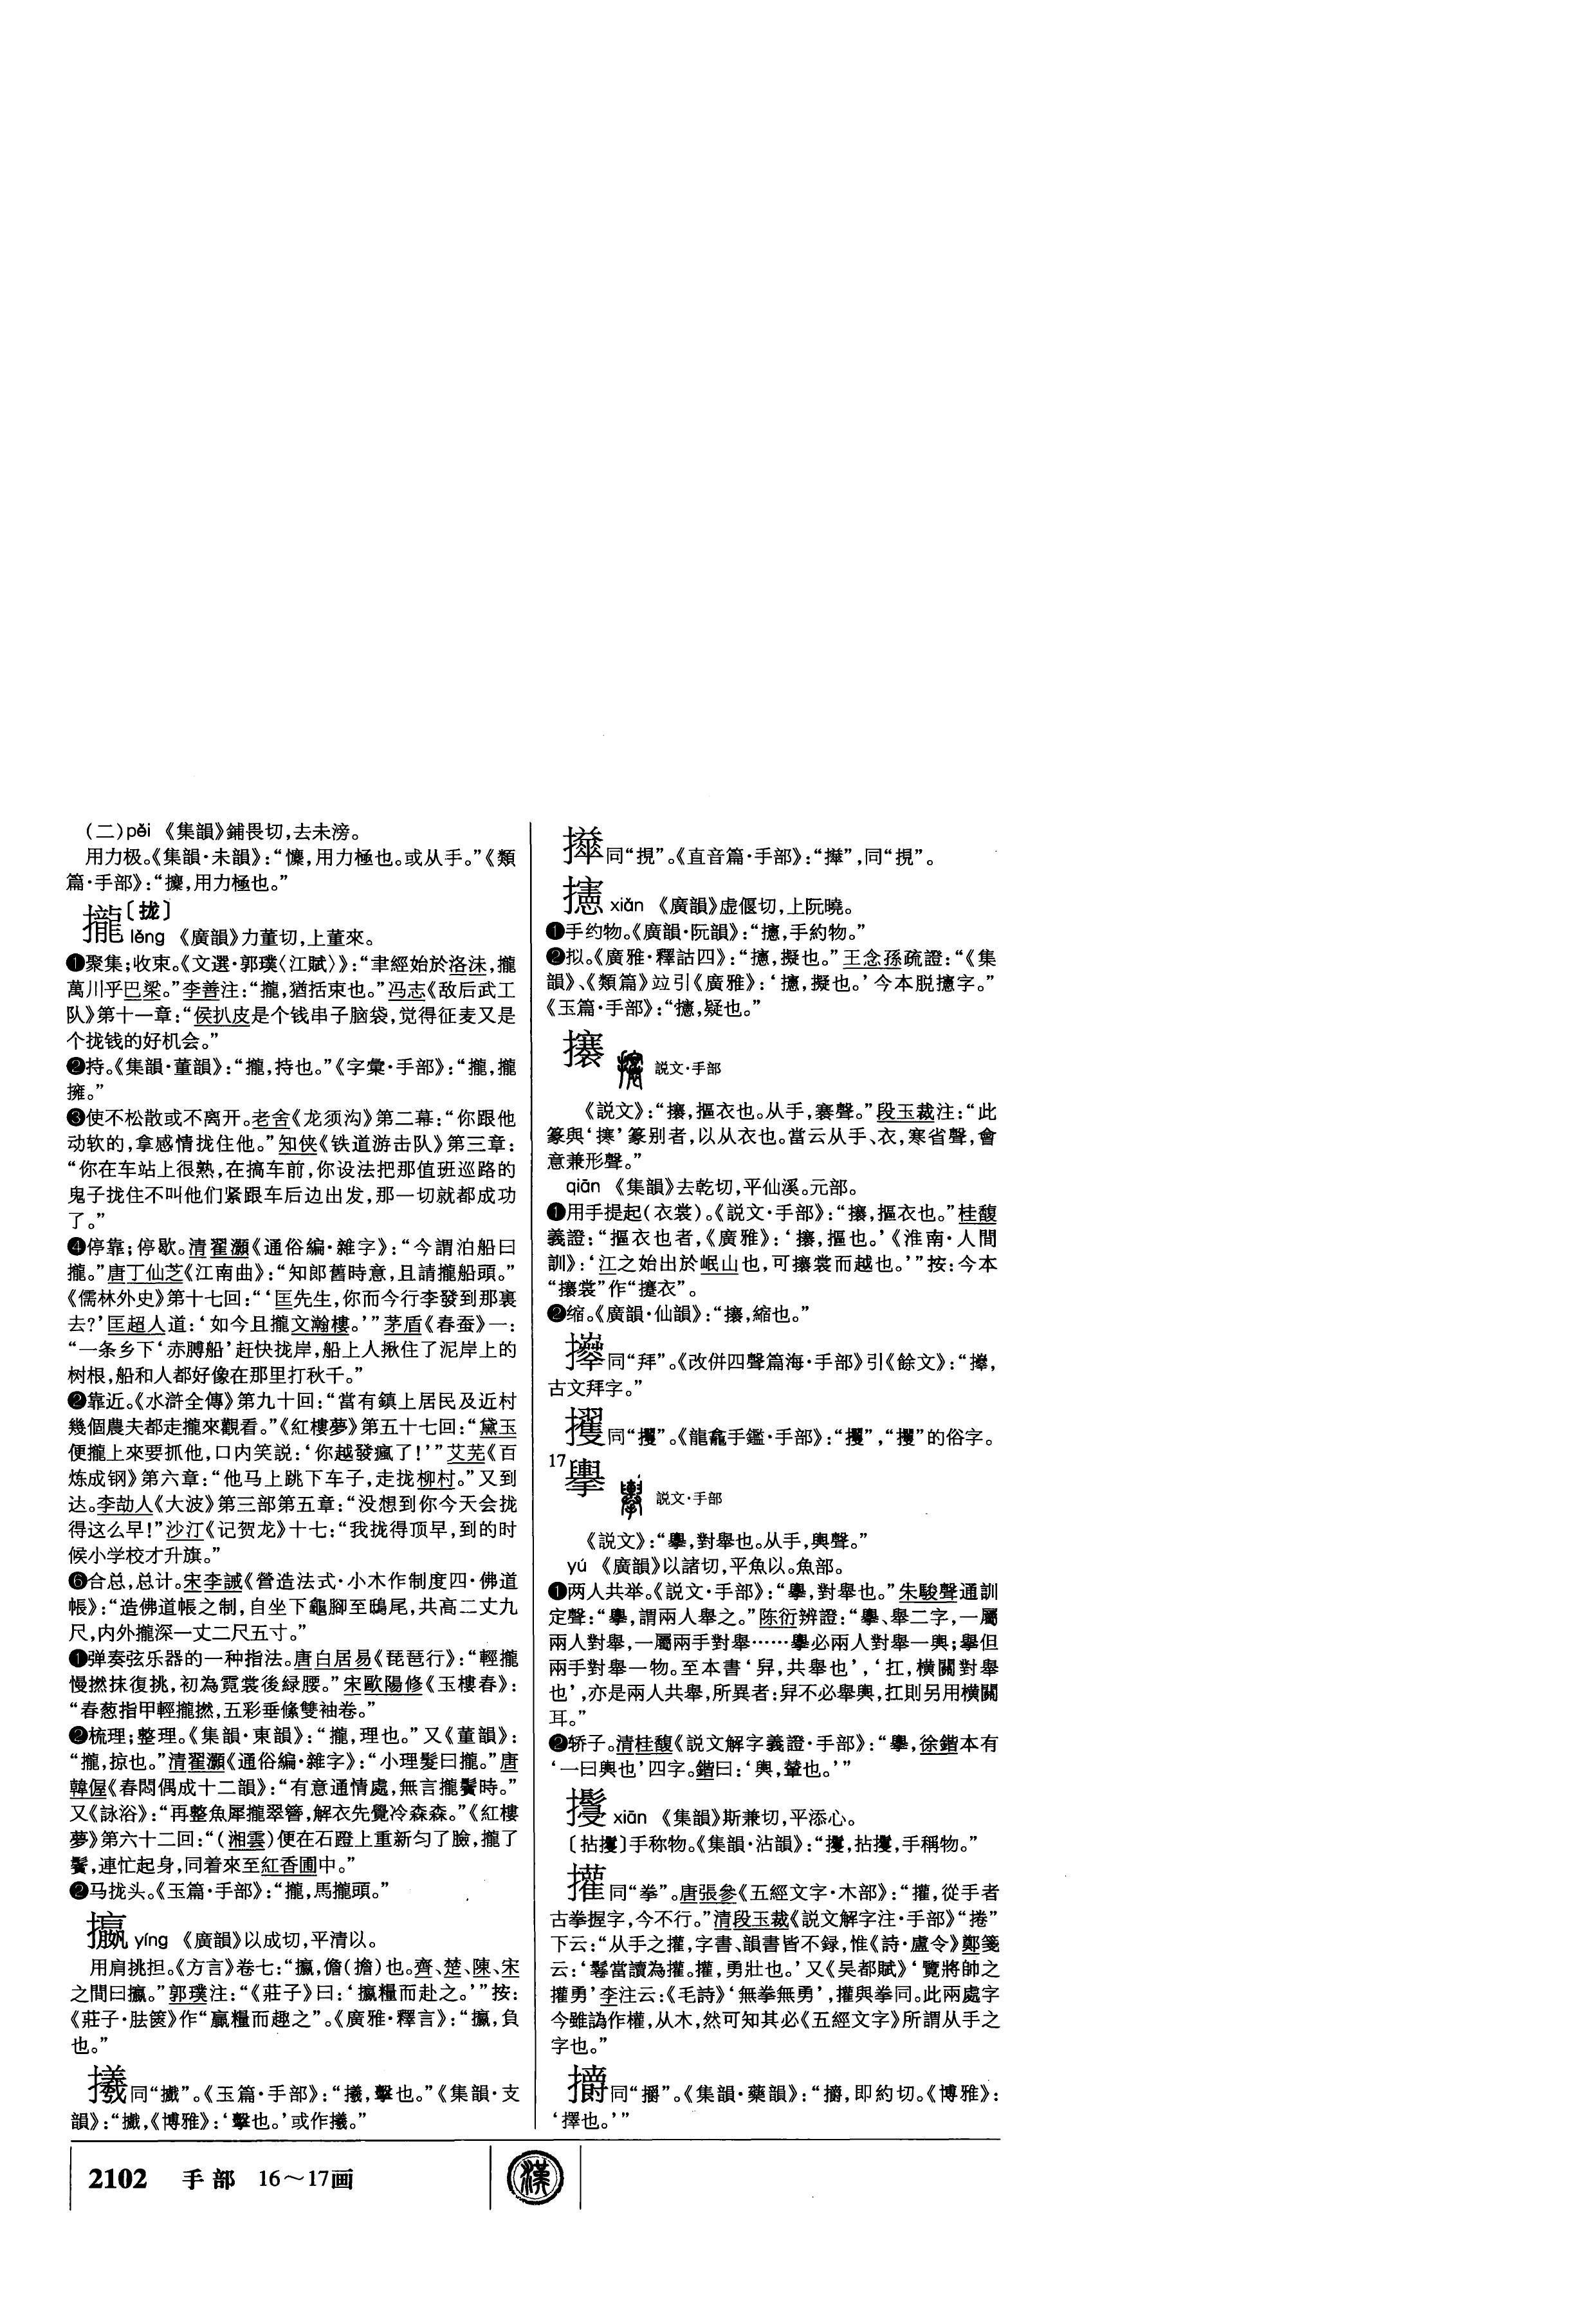 （二）pěi 《集韻》鋪畏切，去未滂。
用力极。《集韻·未韻》：“㦬，用力極也。或从手。”《類
篇·手部》：“攠，用力極也。”
攏〔拢〕
lǒng 《廣韻》力董切，上董來。
❶聚集；收束。《文選·郭璞〈江賦〉》：“聿經始於洛沬，攏
萬川乎巴梁。”李善注：“攏，猶括束也。”冯志《敌后武工
队》第十一章：“侯扒皮是个钱串子脑袋，觉得征麦又是
个拢钱的好机会。”
❷持。《集韻·董韻》：“攏，持也。”《字彙·手部》：“攏，攏
擁。”
❸使不松散或不离开。老舍《龙须沟》第二幕：“你跟他
动软的，拿感情拢住他。”知侠《铁道游击队》第三章：
“你在车站上很熟，在搞车前，你设法把那值班巡路的
鬼子拢住不叫他们紧跟车后边出发，那一切就都成功
了。”
❹停靠；停歇。清翟灝《通俗編·雜字》：“今謂泊船曰
攏。”唐丁仙芝《江南曲》：“知郎舊時意，且請攏船頭。”
《儒林外史》第十七回：“‘匡先生，你而今行李發到那裏
去？’匡超人道：‘如今且攏文瀚樓。’”茅盾《春蚕》一：
“一条乡下‘赤膊船’赶快拢岸，船上人揪住了泥岸上的
树根，船和人都好像在那里打秋千。”
❷靠近。《水滸全傳》第九十回：“當有鎮上居民及近村
幾個農夫都走攏來觀看。”《紅樓夢》第五十七回：“黛玉
便攏上來要抓他，口内笑説：‘你越發瘋了！’”艾芜《百
炼成钢》第六章：“他马上跳下车子，走拢柳村。”又到
达。李劼人《大波》第三部第五章：“没想到你今天会拢
得这么早！”沙汀《记贺龙》十七：“我拢得顶早，到的时
候小学校才升旗。”
❻合总，总计。宋李誡《營造法式·小木作制度四·佛道
帳》：“造佛道帳之制，自坐下龜腳至鴟尾，共高二丈九
尺，内外攏深一丈二尺五寸。”
❶弹奏弦乐器的一种指法。唐白居易《琵琶行》：“輕攏
慢撚抹復挑，初為霓裳後緑腰。”宋歐陽修《玉樓春》：
“春葱指甲輕攏撚，五彩垂絛雙袖卷。”
❷梳理；整理。《集韻·東韻》：“攏，理也。”又《董韻》：
“攏，掠也。”清翟灝《通俗編·雜字》：“小理髮曰攏。”唐
韓偓《春悶偶成十二韻》：“有意通情處，無言攏鬢時。”
又《詠浴》：“再整魚犀攏翠簪，解衣先覺冷森森。”《紅樓
夢》第六十二回：“（湘雲）便在石蹬上重新匀了臉，攏了
鬢，連忙起身，同着來至紅香圃中。”
❷马拢头。《玉篇·手部》：“攏，馬攏頭。”
攍 yíng 《廣韻》以成切，平清以。
用肩挑担。《方言》卷七：“攍，儋（擔）也。齊、楚、陳、宋
之間曰攍。”郭璞注：“《莊子》曰：‘攍糧而赴之。’”按：
《莊子·胠篋》作“贏糧而趣之”。《廣雅·釋言》：“攍，負
也。”
㩘同“㩢”。《玉篇·手部》：“㩘，擊也。”《集韻·支
韻》：“㩢，《博雅》：‘擊也。’或作㩘。”
同“挸”。《直音篇·手部》：“”，同“挸”。
攇 xiǎn 《廣韻》虚偃切，上阮曉。
❶手约物。《廣韻·阮韻》：“攇，手約物。”
❷拟。《廣雅·釋詁四》：“攇，擬也。”王念孫疏證：“《集
韻》、《類篇》竝引《廣雅》：‘攇，擬也。’今本脱攇字。”
《玉篇·手部》：“攇，疑也。”
攐 説文·手部
《説文》：“攐，摳衣也。从手，褰聲。”段玉裁注：“此
篆與‘㩃’篆别者，以从衣也。當云从手、衣，寒省聲，會
意兼形聲。”
qiān 《集韻》去乾切，平仙溪。元部。
❶用手提起（衣裳）。《説文·手部》：“攐，摳衣也。”桂馥
義證：“摳衣也者，《廣雅》：‘攐，摳也。’《淮南·人間
訓》：‘江之始出於岷山也，可攐裳而越也。’”按：今本
“攐裳”作“攓衣”。
❷缩。《廣韻·仙韻》：“攐，縮也。”
同“拜”。《改併四聲篇海·手部》引《餘文》：“，
古文拜字。”
同“攫”。《龍龕手鑑·手部》：“”，“攫”的俗字。
17 擧 説文·手部
《説文》：“，對舉也。从手，輿聲。”
yú 《廣韻》以諸切，平魚以。魚部。
❶两人共举。《説文·手部》：“，對舉也。”朱駿聲通訓
定聲：“，謂兩人舉之。”陈衍辨證：“、舉二字，一屬
兩人對舉，一屬兩手對舉……必兩人對舉一輿；舉但
兩手對舉一物。至本書‘舁，共舉也’，‘扛，横關對舉
也’，亦是兩人共舉，所異者：舁不必舉輿，扛則另用横關
耳。”
❷轿子。清桂馥《説文解字義證·手部》：“，徐鍇本有
‘一曰輿也’四字。鍇曰：‘輿，輦也。’”
xiān 《集韻》斯兼切，平添心。
〔拈〕手称物。《集韻·沾韻》：“，拈，手稱物。”
㩲同“拳”。唐張參《五經文字·木部》：“㩲，從手者
古拳握字，今不行。”清段玉裁《説文解字注·手部》“捲”
下云：“从手之㩲，字書、韻書皆不録，惟《詩·盧令》鄭箋
云：‘鬈當讀為㩲。㩲，勇壯也。’又《吴都賦》‘覽將帥之
㩲勇’李注云：《毛詩》‘無拳無勇’，㩲與拳同。此兩處字
今雖譌作權，从木，然可知其必《五經文字》所謂从手之
字也。”
同“擳”。《集韻·藥韻》：“，即約切。《博雅》：
‘擇也。’”
2102 手部 16～17画
漢